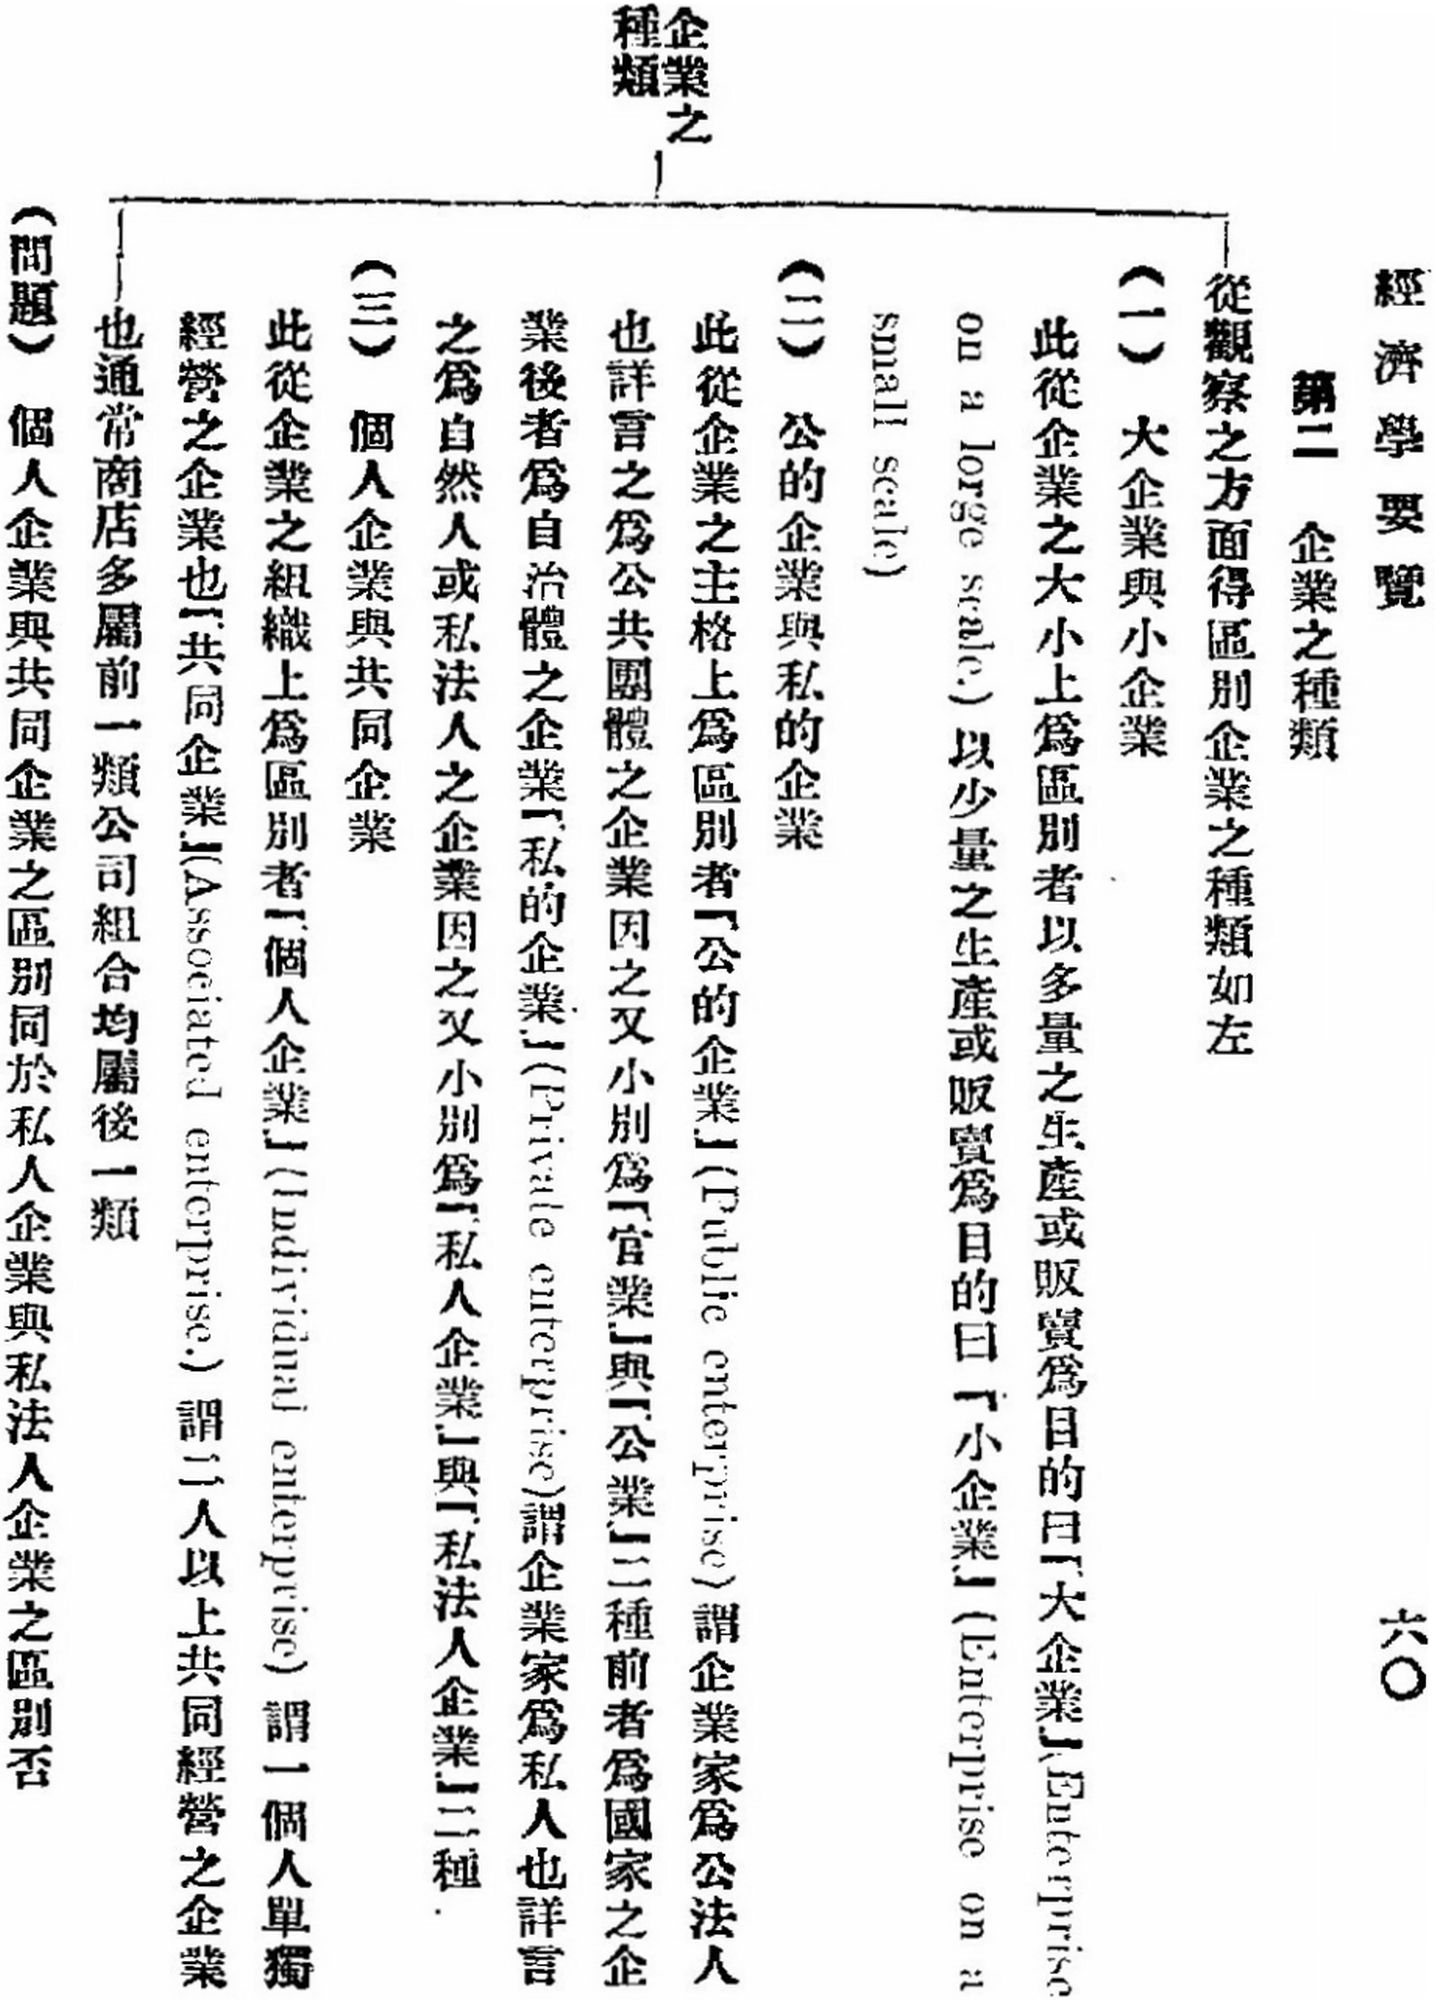 經濟學要覽
六〇
第二　企業之種類
企業之
種類
從觀察之方面得區別企業之種類如左
(一)　大企業與小企業
此從企業之大小上爲區別者以多量之生產或販賣爲目的曰「大企業」(Enterprise
on a lorge scale.) 以少量之生產或販賣爲目的曰「小企業」(Enterprise on a
small scale)
(二)　公的企業與私的企業
此從企業之主格上爲區別者「公的企業」(Public enterprise) 謂企業家爲公法人
也詳言之爲公共團體之企業因之又小別爲「官業」與「公業」二種前者爲國家之企
業後者爲自治體之企業「私的企業」(Private enterprise) 謂企業家爲私人也詳言
之爲自然人或私法人之企業因之又小別爲「私人企業」與「私法人企業」二種
(三)　個人企業與共同企業
此從企業之組織上爲區別者「個人企業」(Individual enterprise) 謂一個人單獨
經營之企業也「共同企業」(Associated enterprise.) 謂二人以上共同經營之企業
也通常商店多屬前一類公司組合均屬後一類
(問題)　個人企業與共同企業之區別同於私人企業與私法人企業之區別否